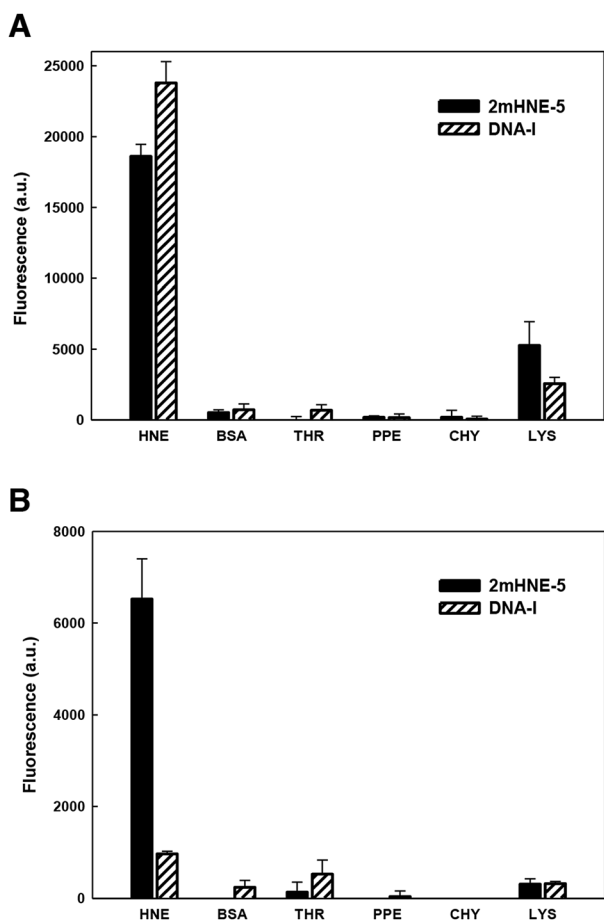 A
25000
20000
15000
10000
5000
0
Fluorescence (a.u.)
2mHNE-5
DNA-I
HNE BSA THR PPE CHY LYS
B
8000
6000
4000
2000
0
Fluorescence (a.u.)
2mHNE-5
DNA-I
HNE BSA THR PPE CHY LYS